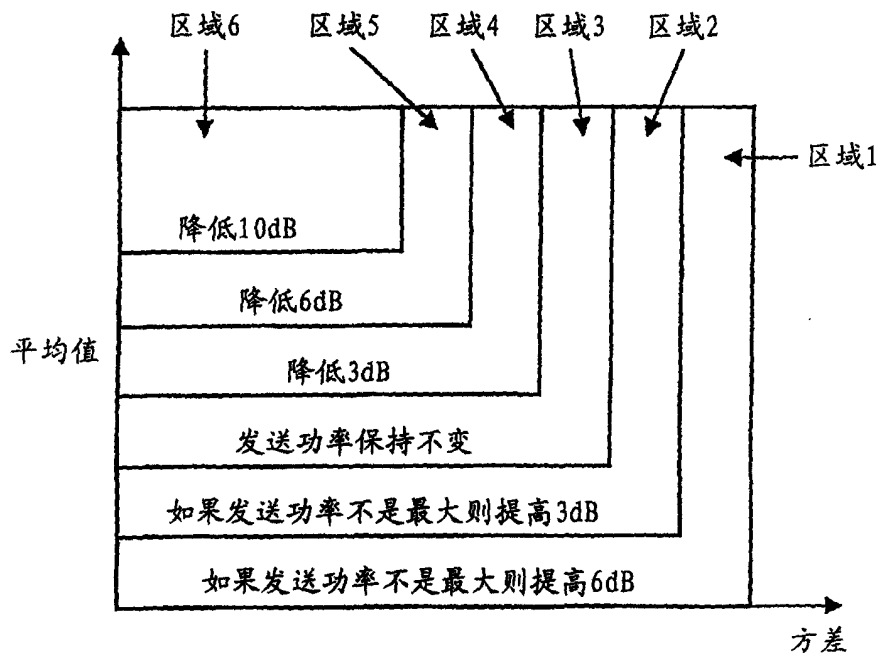 区域6
区域5
区域4
区域3
区域2
区域1
降低10dB
降低6dB
平均值
降低3dB
发送功率保持不变
如果发送功率不是最大则提高3dB
如果发送功率不是最大则提高6dB
方差